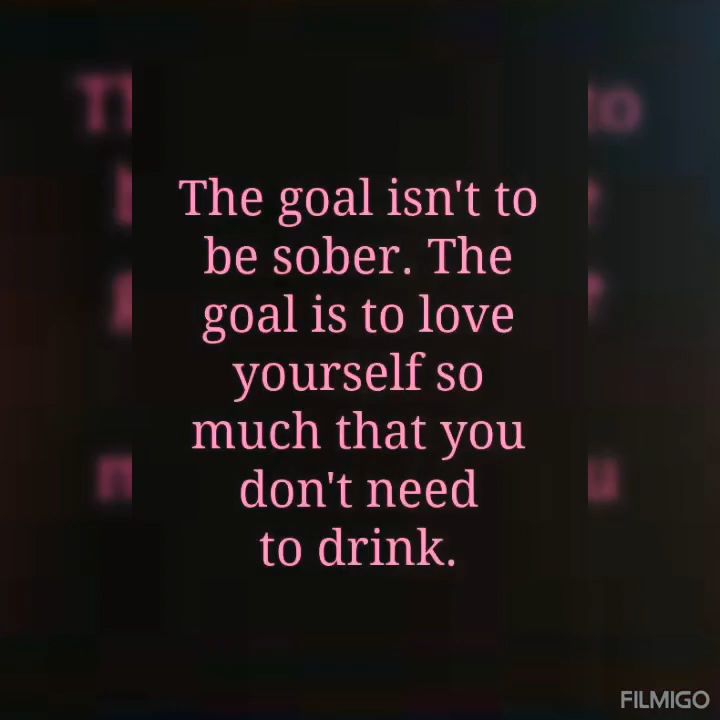 The goal isn't to
be sober. The
goal is to love
yourself so
much that you
don't need
to drink.
FILMIGO